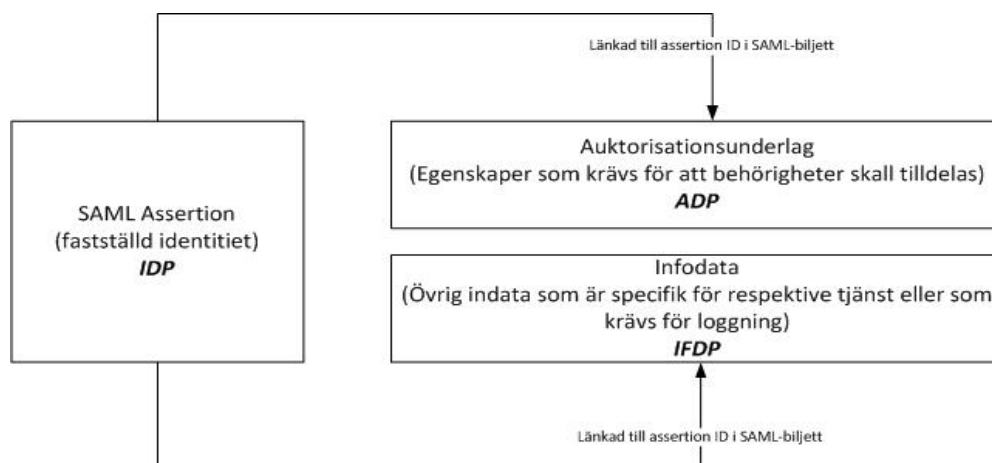 Länkad till assertion ID i SAML-biljett
Auktorisationsunderlag
(Egenskaper som krävs för att behörigheter skall tilldelas)
ADP
SAML Assertion
(fastställd identitiet)
IDP
Infodata
(Övrig indata som är specifik för respektive tjänst eller som
krävs för loggning)
IFDP
Länkad till assertion ID i SAML-biljett